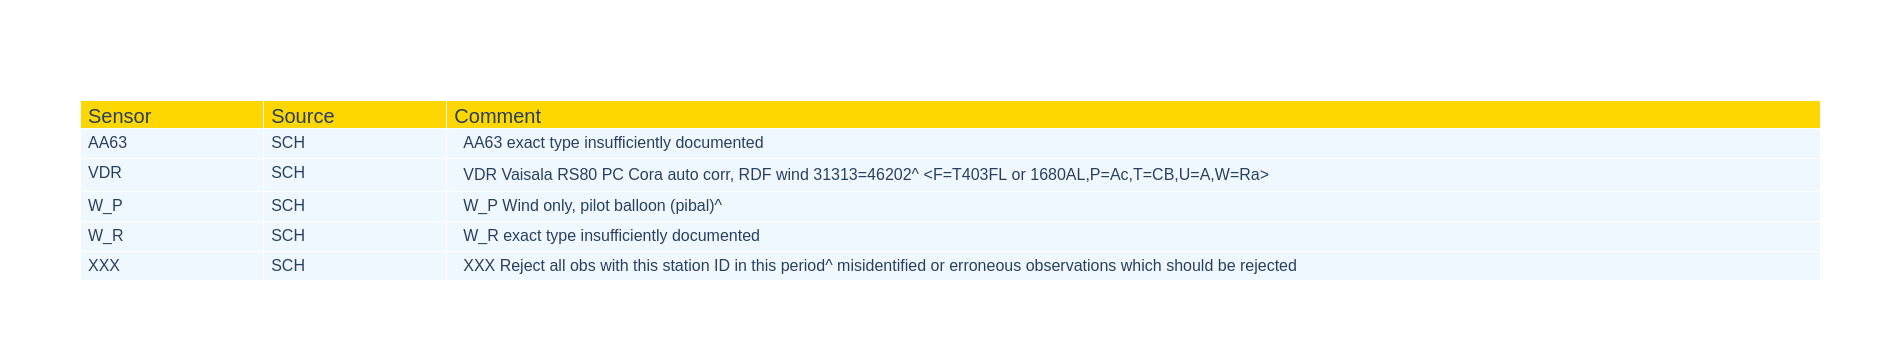 Sensor Source Comment
AA63 SCH AA63 exact type insufficiently documented
VDR SCH VDR Vaisala RS80 PC Cora auto corr, RDF wind 31313=46202^ <F=T403FL or 1680AL,P=Ac,T=CB,U=A,W=Ra>
W_P SCH W_P Wind only, pilot balloon (pibal)^
W_R SCH W_R exact type insufficiently documented
XXX SCH XXX Reject all obs with this station ID in this period^ misidentified or erroneous observations which should be rejected